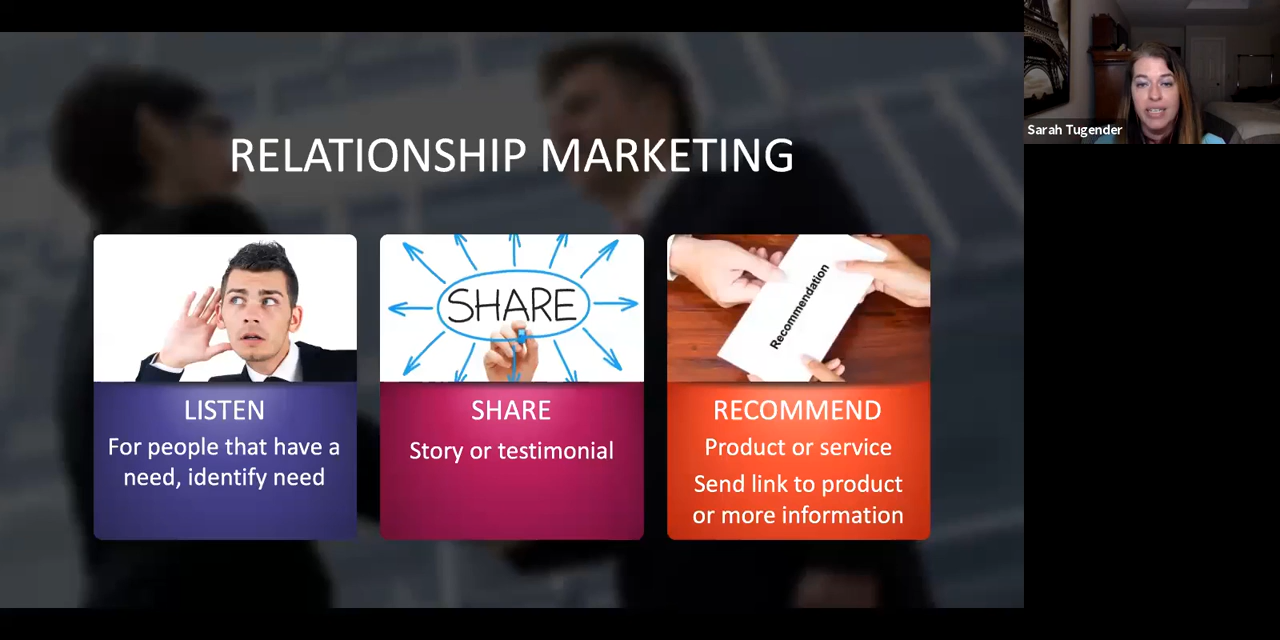 RELATIONSHIP MARKETING
SHARE
Recommendation
LISTEN
For people that have a
need, identify need
SHARE
Story or testimonial
RECOMMEND
Product or service
Send link to product
or more information
Sarah Tugender